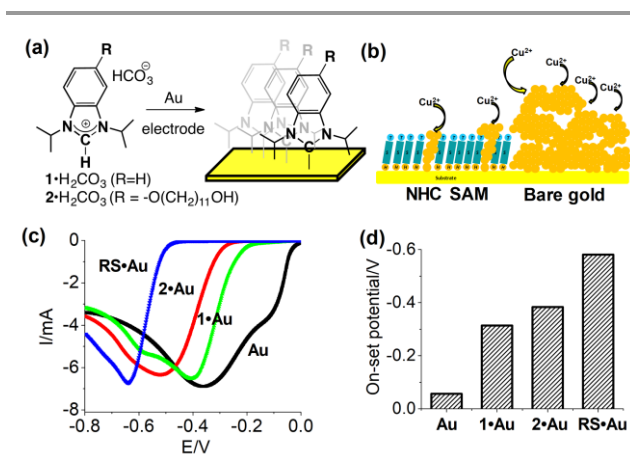 (a)
R
HCO₃⊖
N
⊕
N
C
H
Au
electrode
1•H₂CO₃ (R=H)
2•H₂CO₃ (R = -O(CH₂)₁₁OH)
R
R
R
N
N
C
(b)
Cu²⁺
Cu²⁺
Cu²⁺
Cu²⁺
Cu²⁺
Cu²⁺
Substrate
NHC SAM
Bare gold
(c)
I/mA
0
-2
-4
-6
-8
RS•Au
2•Au
1•Au
Au
-0.8
-0.6
-0.4
-0.2
0.0
E/V
(d)
On-set potential/V
-0.6
-0.4
-0.2
0.0
Au
1•Au
2•Au
RS•Au